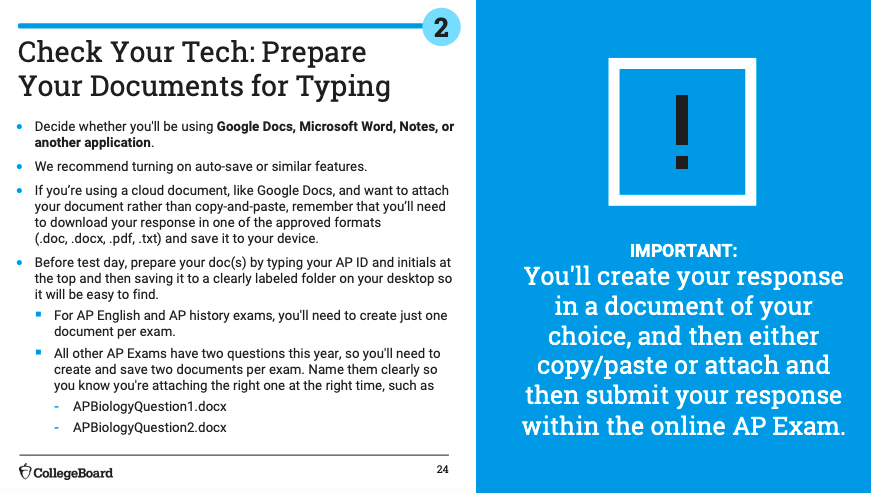 2
Check Your Tech: Prepare
Your Documents for Typing
• Decide whether you'll be using Google Docs, Microsoft Word, Notes, or
another application.
• We recommend turning on auto-save or similar features.
• If you’re using a cloud document, like Google Docs, and want to attach
your document rather than copy-and-paste, remember that you’ll need
to download your response in one of the approved formats
(.doc, .docx, .pdf, .txt) and save it to your device.
• Before test day, prepare your doc(s) by typing your AP ID and initials at
the top and then saving it to a clearly labeled folder on your desktop so
it will be easy to find.
▪ For AP English and AP history exams, you'll need to create just one
document per exam.
▪ All other AP Exams have two questions this year, so you'll need to
create and save two documents per exam. Name them clearly so
you know you're attaching the right one at the right time, such as
- APBiologyQuestion1.docx
- APBiologyQuestion2.docx
CollegeBoard
24
!
IMPORTANT:
You'll create your response
in a document of your
choice, and then either
copy/paste or attach and
then submit your response
within the online AP Exam.